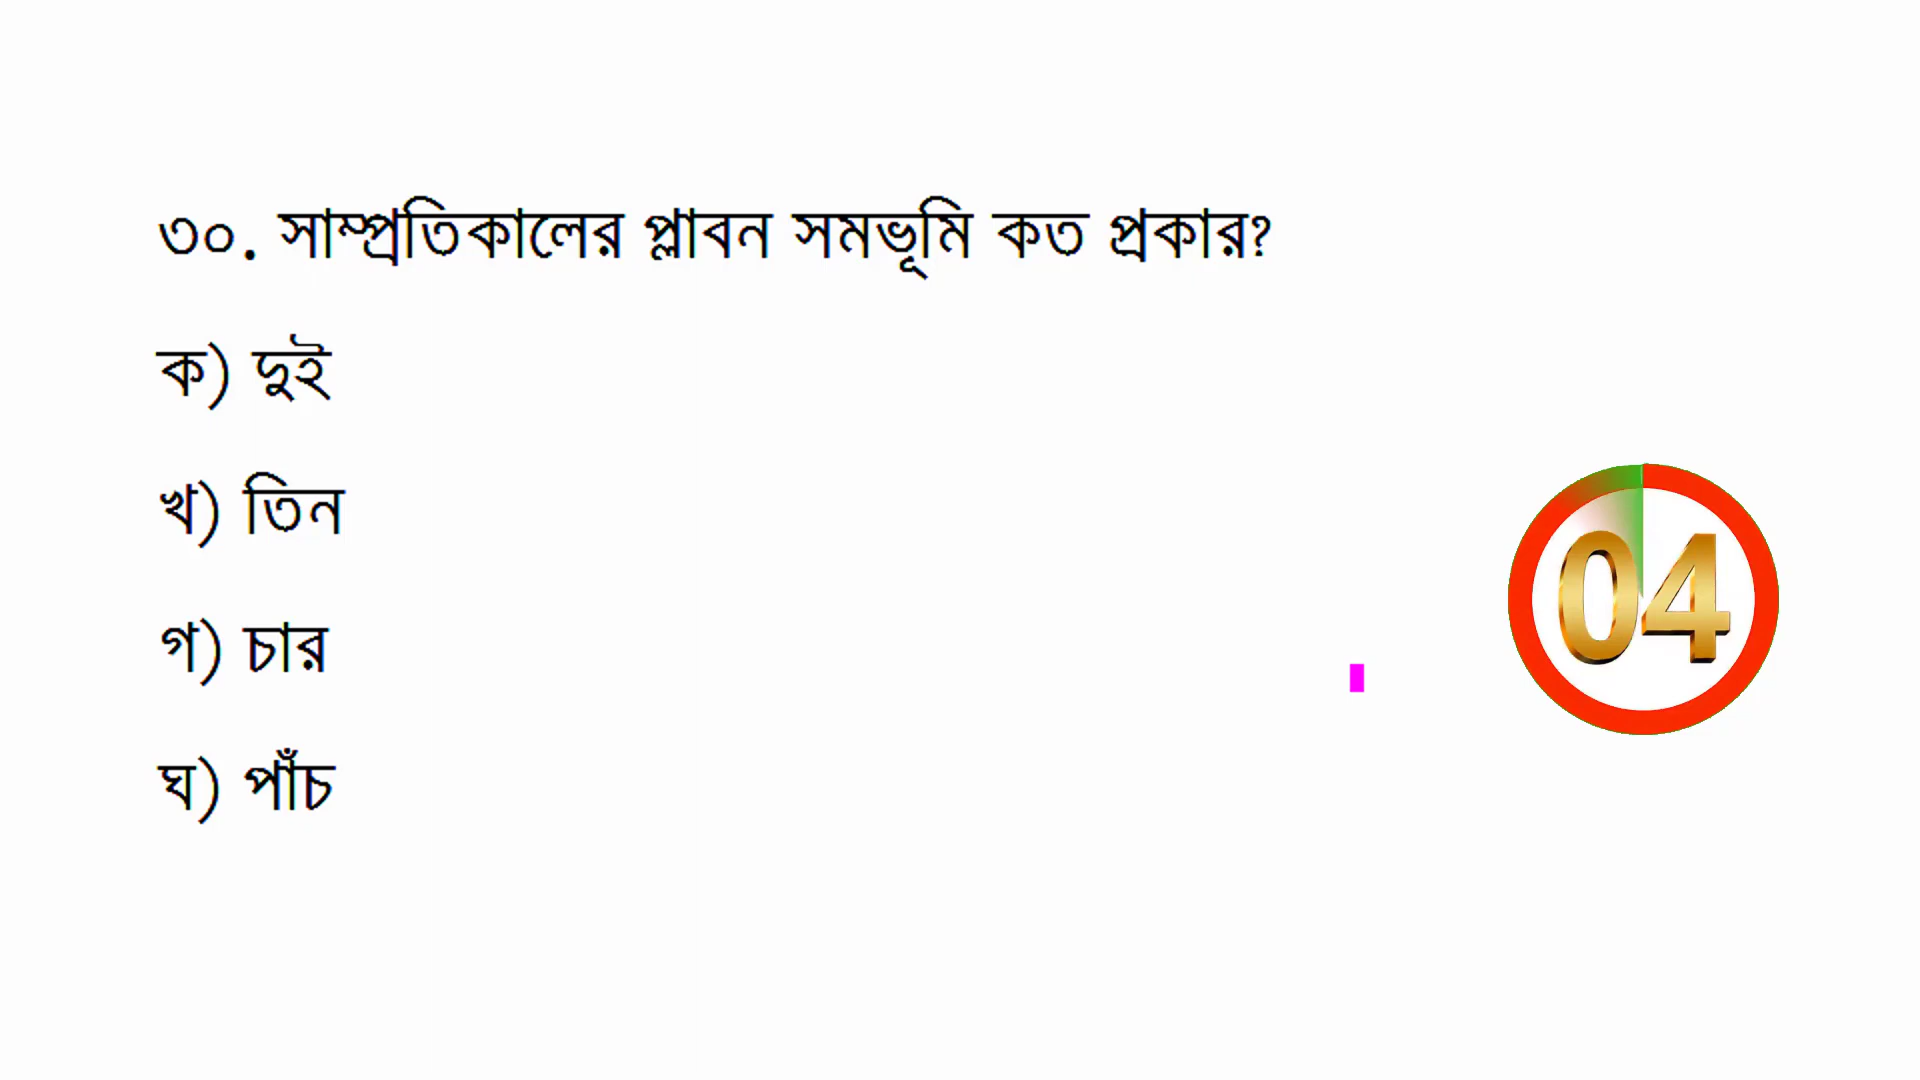 ৩০. সাম্প্রতিকালের প্লাবন সমভূমি কত প্রকার?
ক) দুই
খ) তিন
গ) চার
ঘ) পাঁচ
04